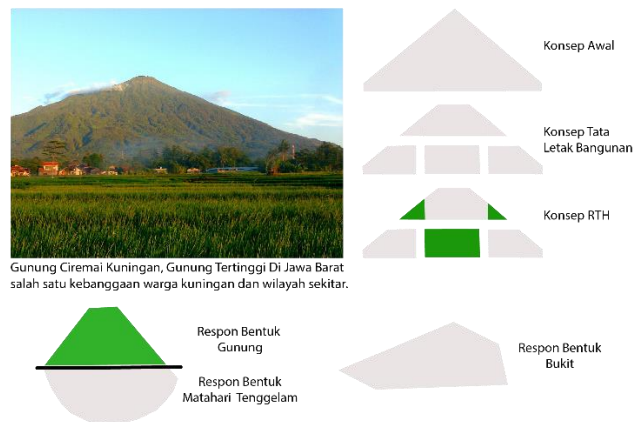 Konsep Awal
Konsep Tata
Letak Bangunan
Konsep RTH
Gunung Ciremai Kuningan, Gunung Tertinggi Di Jawa Barat
salah satu kebanggaan warga kuningan dan wilayah sekitar.
Respon Bentuk
Gunung
Respon Bentuk
Matahari Tenggelam
Respon Bentuk
Bukit